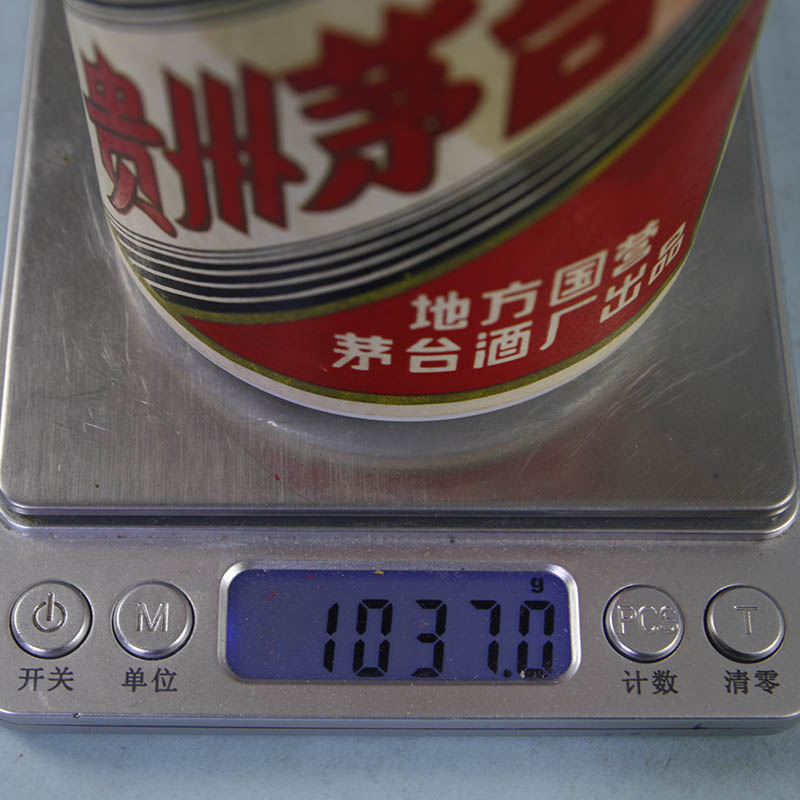 贵州茅台
地方国营
茅台酒厂出品
g
1037.0
M
PCS
T
开关
单位
计数
清零